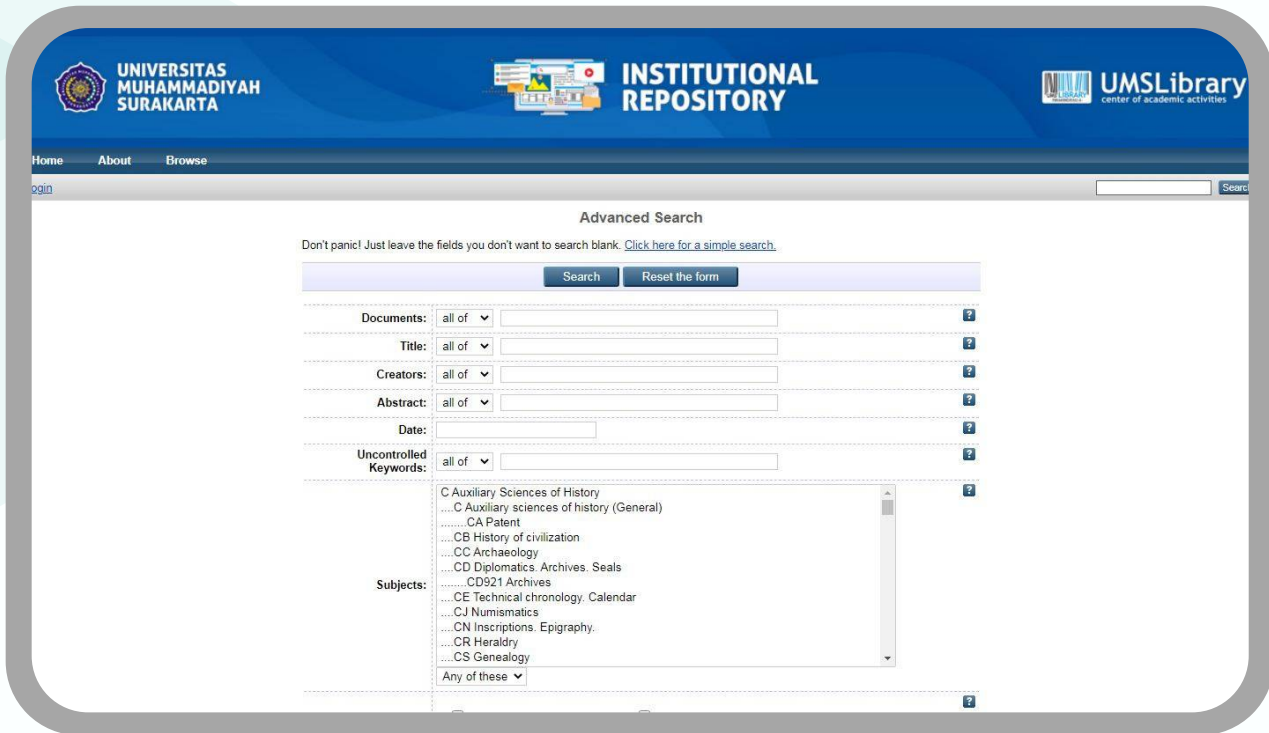 UNIVERSITAS
MUHAMMADIYAH
SURAKARTA
INSTITUTIONAL
REPOSITORY
UMSLibrary
center of academic activities
Home About Browse
ogin
Searc
Advanced Search
Don't panic! Just leave the fields you don't want to search blank. Click here for a simple search.
Search Reset the form
Documents: all of ?
Title: all of ?
Creators: all of ?
Abstract: all of ?
Date: ?
Uncontrolled
Keywords: all of ?
Subjects:
C Auxiliary Sciences of History
....C Auxiliary sciences of history (General)
........CA Patent
....CB History of civilization
....CC Archaeology
....CD Diplomatics. Archives. Seals
........CD921 Archives
....CE Technical chronology. Calendar
....CJ Numismatics
....CN Inscriptions. Epigraphy.
....CR Heraldry
....CS Genealogy
?
Any of these
?